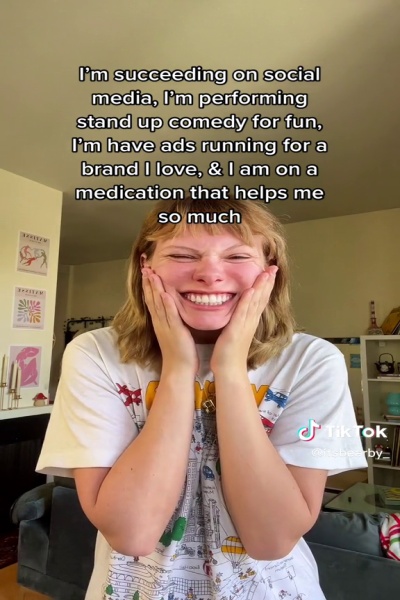 I'm succeeding on social
media, I'm performing
stand up comedy for fun,
I'm have ads running for a
brand I love, & I am on a
medication that helps me
so much
TikTok